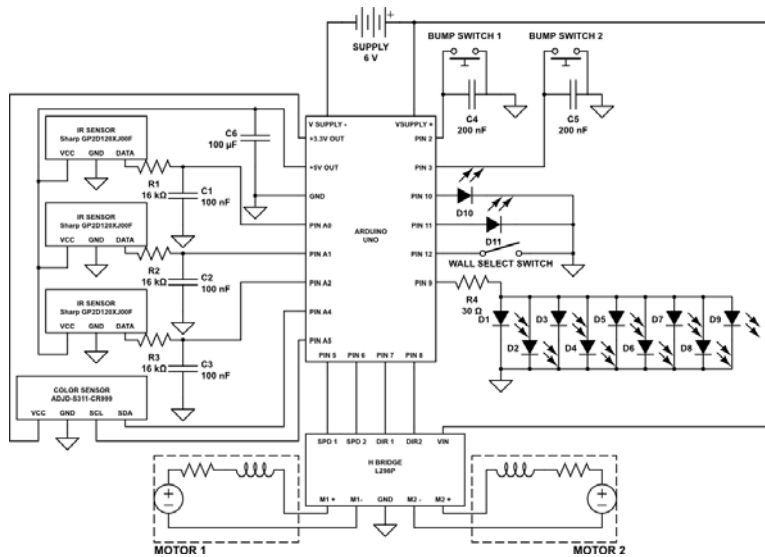 SUPPLY
6 V
BUMP SWITCH 1
BUMP SWITCH 2
C4
200 nF
C5
200 nF
IR SENSOR
Sharp GP2D120XJ00F
VCC GND DATA
R1
16 kΩ
C1
100 nF
C6
100 µF
IR SENSOR
Sharp GP2D120XJ00F
VCC GND DATA
R2
16 kΩ
C2
100 nF
IR SENSOR
Sharp GP2D120XJ00F
VCC GND DATA
R3
16 kΩ
C3
100 nF
COLOR SENSOR
ADJD-S311-CR999
VCC GND SCL SDA
V SUPPLY - VSUPPLY +
+3.3V OUT PIN 2
+5V OUT PIN 3
GND PIN 10
PIN A0 PIN 11
ARDUINO
UNO
PIN A1 PIN 12
PIN A2 PIN 9
PIN A4
PIN A5
PIN 5 PIN 6 PIN 7 PIN 8
D10
D11
WALL SELECT SWITCH
R4
30 Ω
D1 D3 D5 D7 D9
D2 D4 D6 D8
SPD 1 SPD 2 DIR 1 DIR2 VIN
H BRIDGE
L298P
M1 + M1- GND M2 - M2 +
MOTOR 1
MOTOR 2